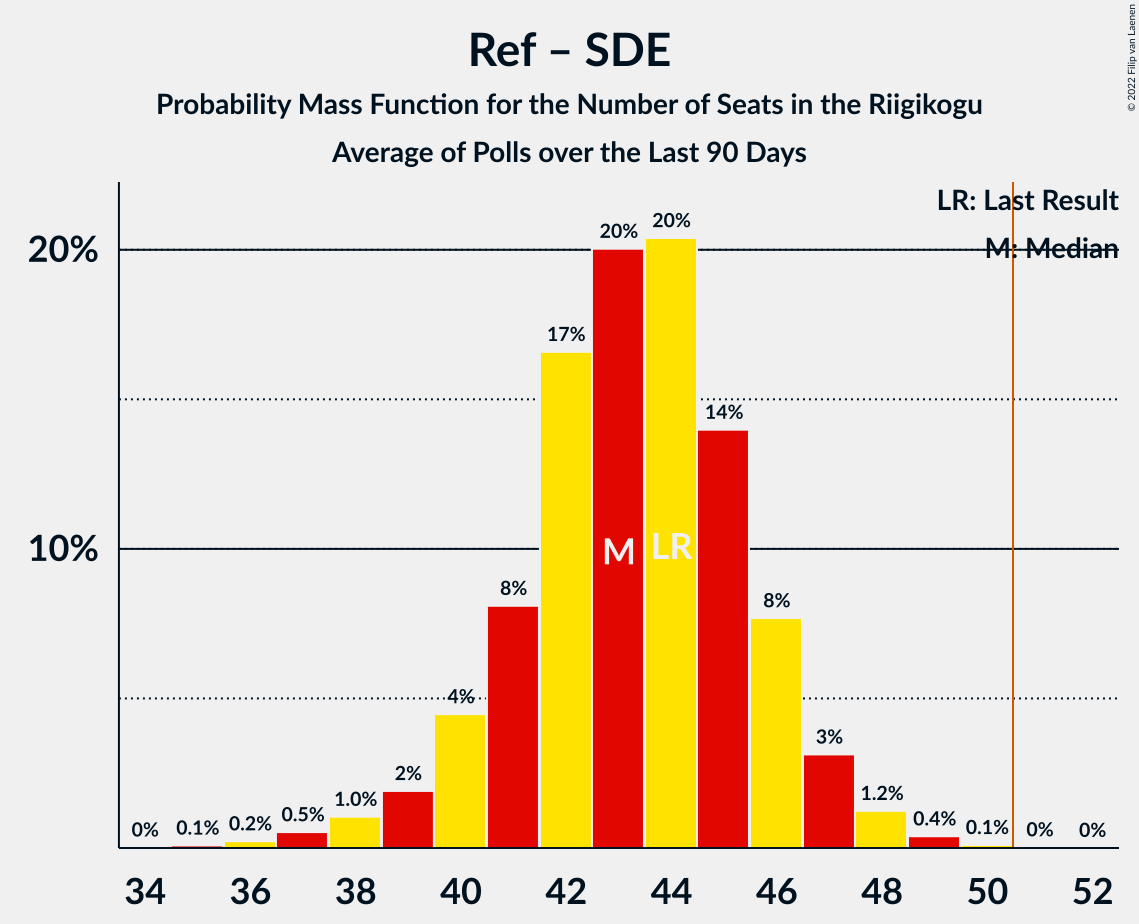 Ref – SDE
Probability Mass Function for the Number of Seats in the Riigikogu
Average of Polls over the Last 90 Days
© 2022 Filip van Laenen
LR: Last Result
M: Median
20%
10%
0%
0.1%
0.2%
0.5%
1.0%
2%
4%
8%
17%
20%
20%
14%
8%
3%
1.2%
0.4%
0.1%
0%
0%
M
LR
34 36 38 40 42 44 46 48 50 52